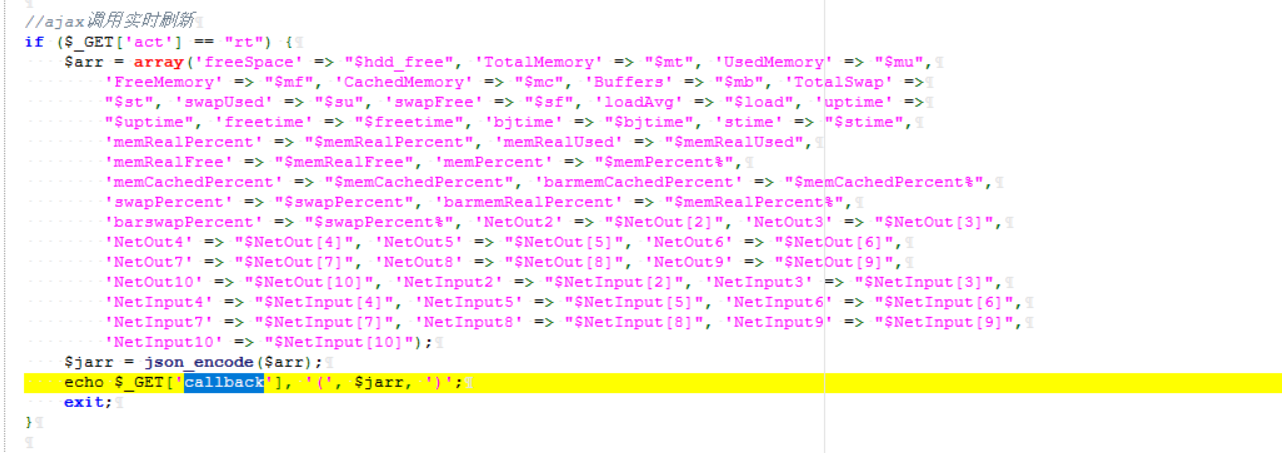 //ajax调用实时刷新
if ($_GET['act'] == "rt") {
$arr = array('freeSpace' => "$hdd_free", 'TotalMemory' => "$mt", 'UsedMemory' => "$mu",
'FreeMemory' => "$mf", 'CachedMemory' => "$mc", 'Buffers' => "$mb", 'TotalSwap' =>
"$st", 'swapUsed' => "$su", 'swapFree' => "$sf", 'loadAvg' => "$load", 'uptime' =>
"$uptime", 'freetime' => "$freetime", 'bjtime' => "$bjtime", 'stime' => "$stime",
'memRealPercent' => "$memRealPercent", 'memRealUsed' => "$memRealUsed",
'memRealFree' => "$memRealFree", 'memPercent' => "$memPercent%",
'memCachedPercent' => "$memCachedPercent", 'barmemCachedPercent' => "$memCachedPercent%",
'swapPercent' => "$swapPercent", 'barmemRealPercent' => "$memRealPercent%",
'barswapPercent' => "$swapPercent%", 'NetOut2' => "$NetOut[2]", 'NetOut3' => "$NetOut[3]",
'NetOut4' => "$NetOut[4]", 'NetOut5' => "$NetOut[5]", 'NetOut6' => "$NetOut[6]",
'NetOut7' => "$NetOut[7]", 'NetOut8' => "$NetOut[8]", 'NetOut9' => "$NetOut[9]",
'NetOut10' => "$NetOut[10]", 'NetInput2' => "$NetInput[2]", 'NetInput3' => "$NetInput[3]",
'NetInput4' => "$NetInput[4]", 'NetInput5' => "$NetInput[5]", 'NetInput6' => "$NetInput[6]",
'NetInput7' => "$NetInput[7]", 'NetInput8' => "$NetInput[8]", 'NetInput9' => "$NetInput[9]",
'NetInput10' => "$NetInput[10]");
$jarr = json_encode($arr);
echo $_GET['callback'], '(', $jarr, ')';
exit;
}